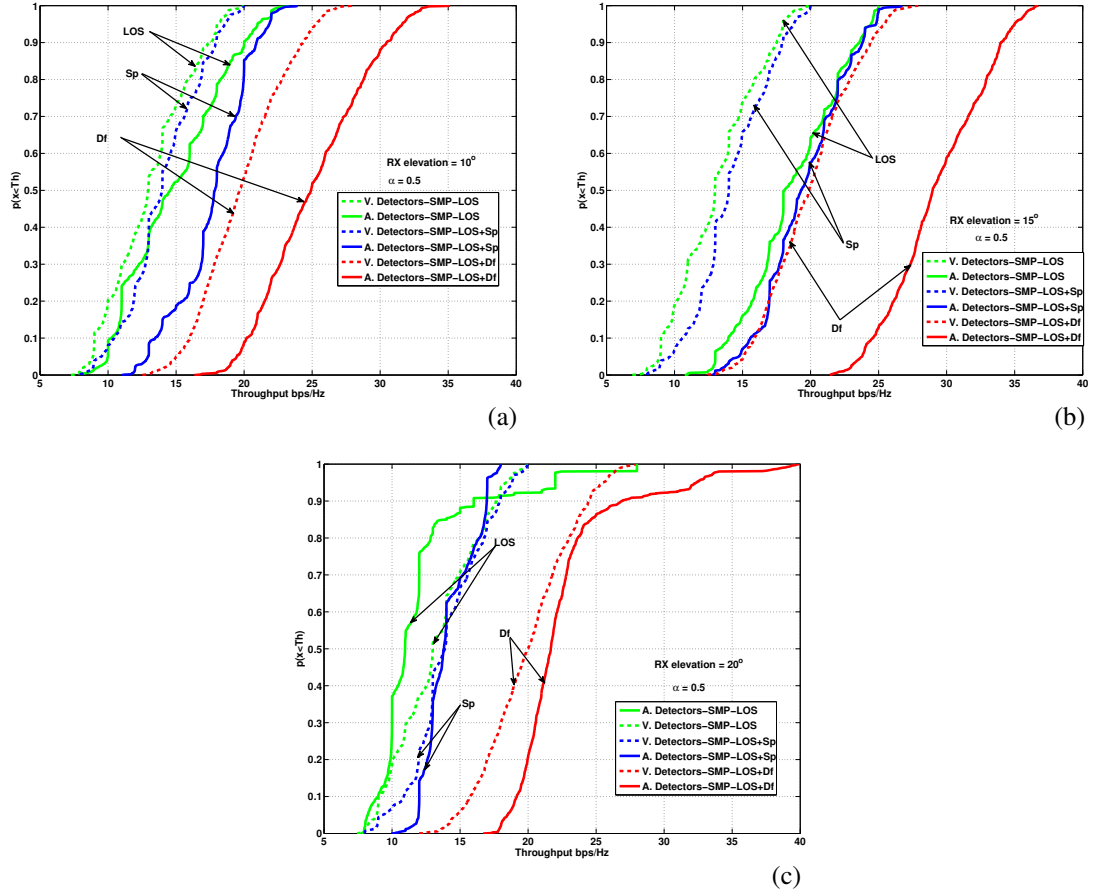 1
0.9
0.8
0.7
0.6
0.5
0.4
0.3
0.2
0.1
0
p(x<Th)
5
10
15
20
25
30
35
40
Throughput bps/Hz
LOS
Sp
Df
RX elevation = 10°
α = 0.5
V. Detectors−SMP−LOS
A. Detectors−SMP−LOS
V. Detectors−SMP−LOS+Sp
A. Detectors−SMP−LOS+Sp
V. Detectors−SMP−LOS+Df
A. Detectors−SMP−LOS+Df
(a)
1
0.9
0.8
0.7
0.6
0.5
0.4
0.3
0.2
0.1
0
p(x<Th)
5
10
15
20
25
30
35
40
Throughput bps/Hz
LOS
Sp
Df
RX elevation = 15°
α = 0.5
V. Detectors−SMP−LOS
A. Detectors−SMP−LOS
V. Detectors−SMP−LOS+Sp
A. Detectors−SMP−LOS+Sp
V. Detectors−SMP−LOS+Df
A. Detectors−SMP−LOS+Df
(b)
1
0.9
0.8
0.7
0.6
0.5
0.4
0.3
0.2
0.1
0
p(x<Th)
5
10
15
20
25
30
35
40
Throughput bps/Hz
LOS
Df
Sp
RX elevation = 20°
α = 0.5
A. Detectors−SMP−LOS
V. Detectors−SMP−LOS
V. Detectors−SMP−LOS+Sp
A. Detectors−SMP−LOS+Sp
V. Detectors−SMP−LOS+Df
A. Detectors−SMP−LOS+Df
(c)